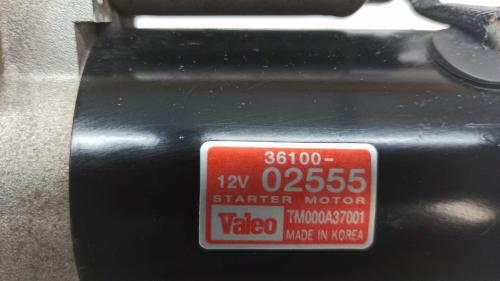 36100-
12V 02555
STARTER MOTOR
Valeo TM000A37001
MADE IN KOREA